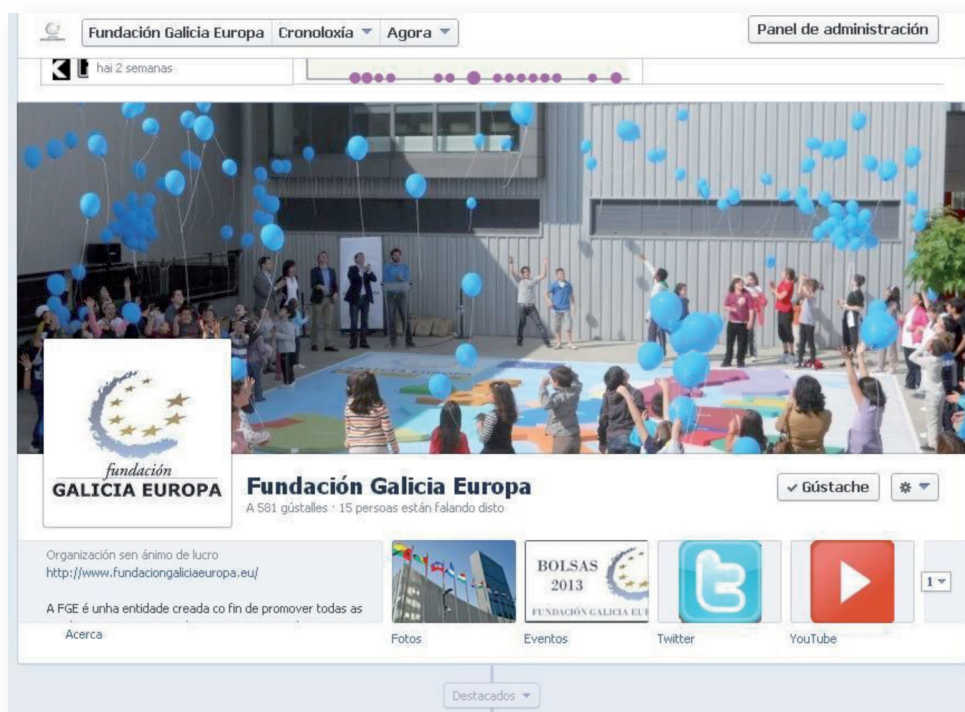 Fundación Galicia Europa Cronoloxía Agora
Panel de administración
hai 2 semanas
fundación
GALICIA EUROPA
Fundación Galicia Europa
A 581 gústalles · 15 persoas están falando disto
Gústache
Organización sen ánimo de lucro
http://www.fundaciongaliciaeuropa.eu/
A FGE é unha entidade creada co fin de promover todas as
Acerca
BOLSAS
2013
FUNDACIÓN GALICIA EU
1
Fotos
Eventos
Twitter
YouTube
Destacados